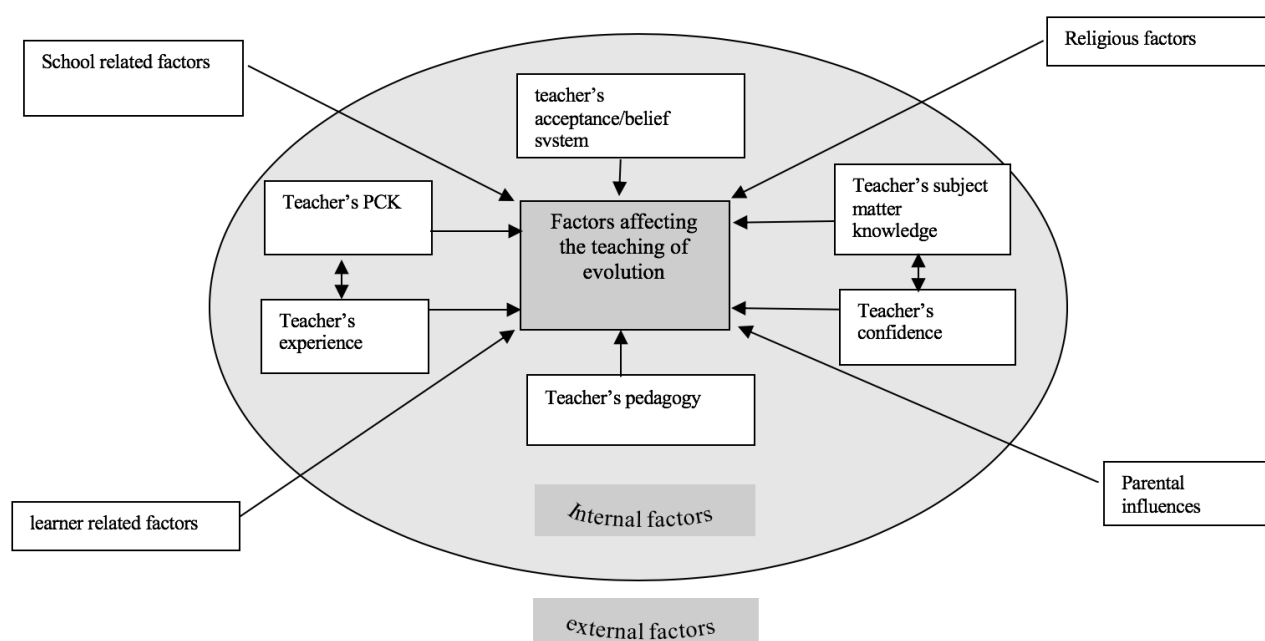 School related factors
Religious factors
teacher's
acceptance/belief
system
Teacher's PCK
Teacher's subject
matter
knowledge
Factors affecting
the teaching of
evolution
Teacher's
experience
Teacher's
confidence
Teacher's pedagogy
learner related factors
Parental
influences
Internal factors
external factors